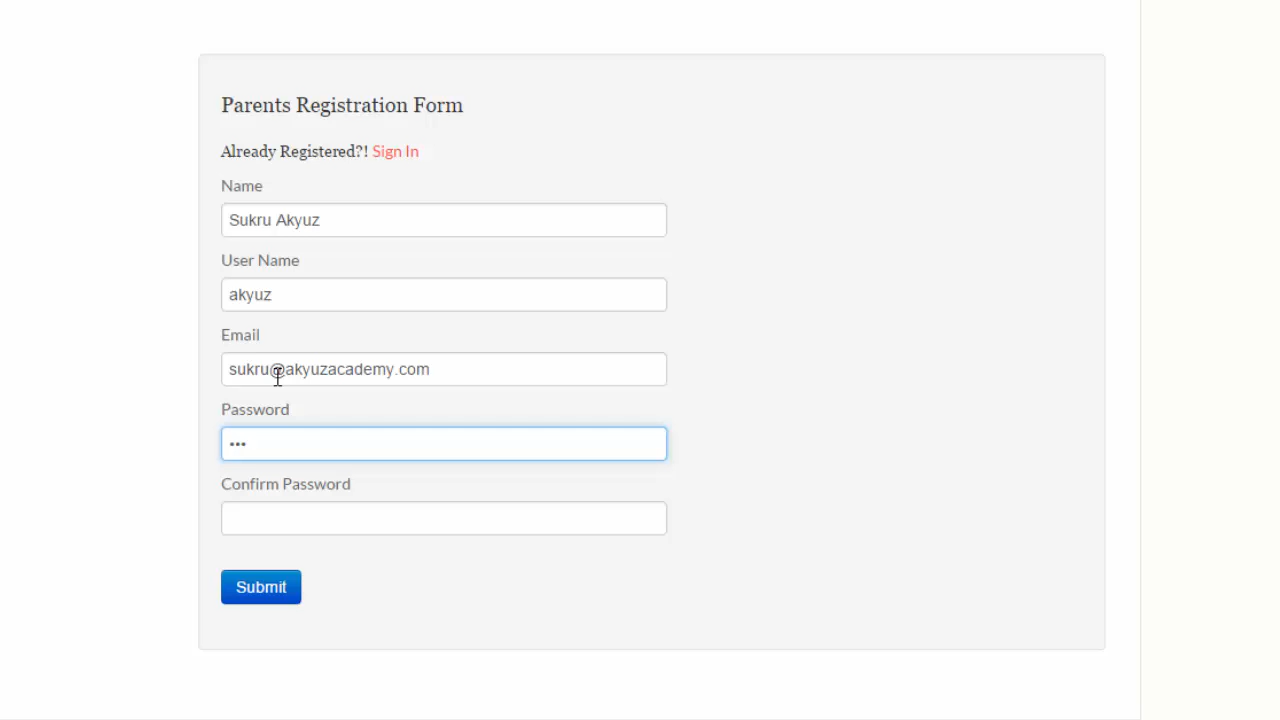 Parents Registration Form
Already Registered?! Sign In
Name
Sukru Akyuz
User Name
akyuz
Email
sukru@akyuzacademy.com
Password
•••
Confirm Password
Submit